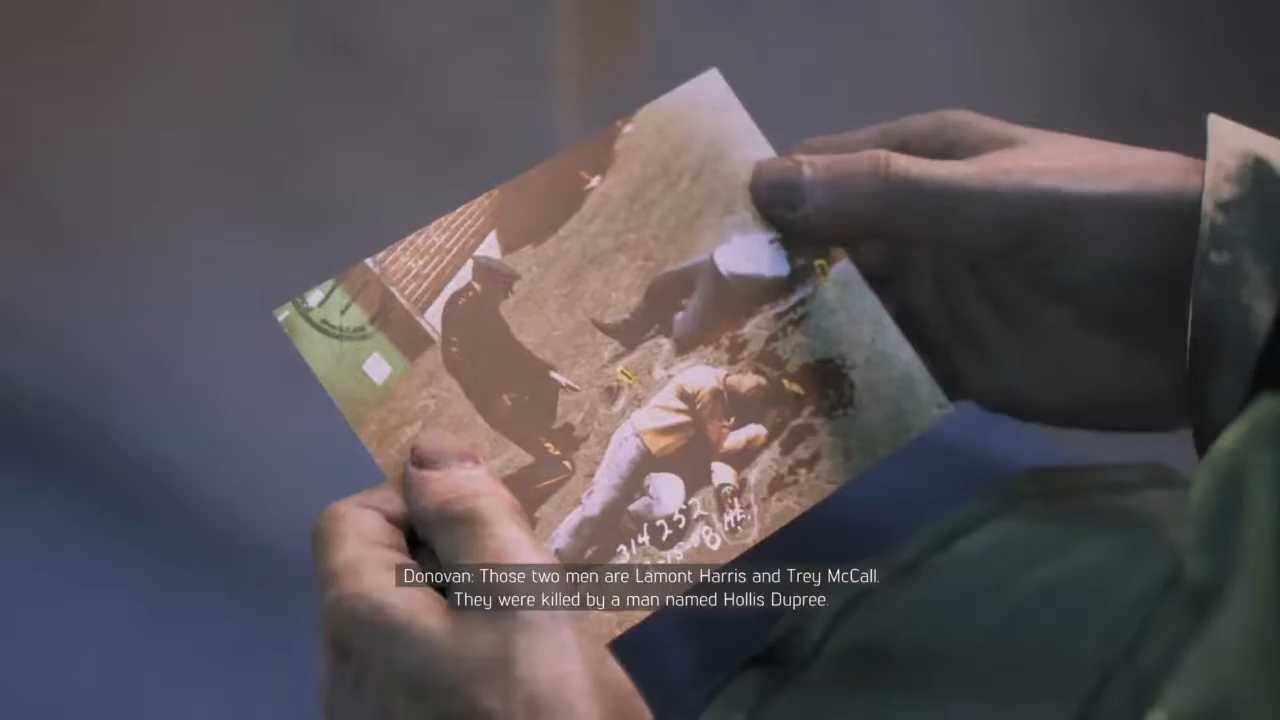 314252
Donovan: Those two men are Lamont Harris and Trey McCall.
They were killed by a man named Hollis Dupree.